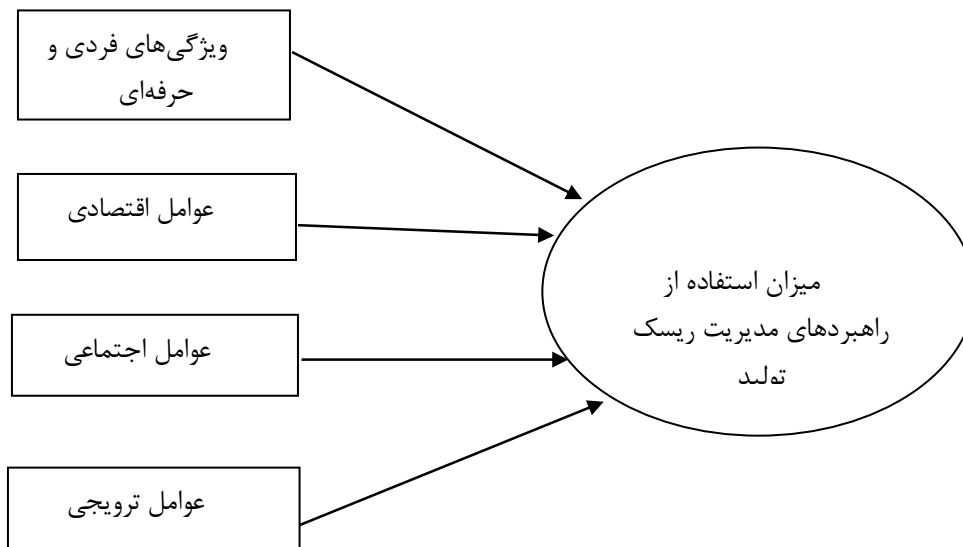 ویژگی‌های فردی و
حرفه‌ای
عوامل اقتصادی
عوامل اجتماعی
عوامل ترویجی
میزان استفاده از
راهبردهای مدیریت ریسک
تولید